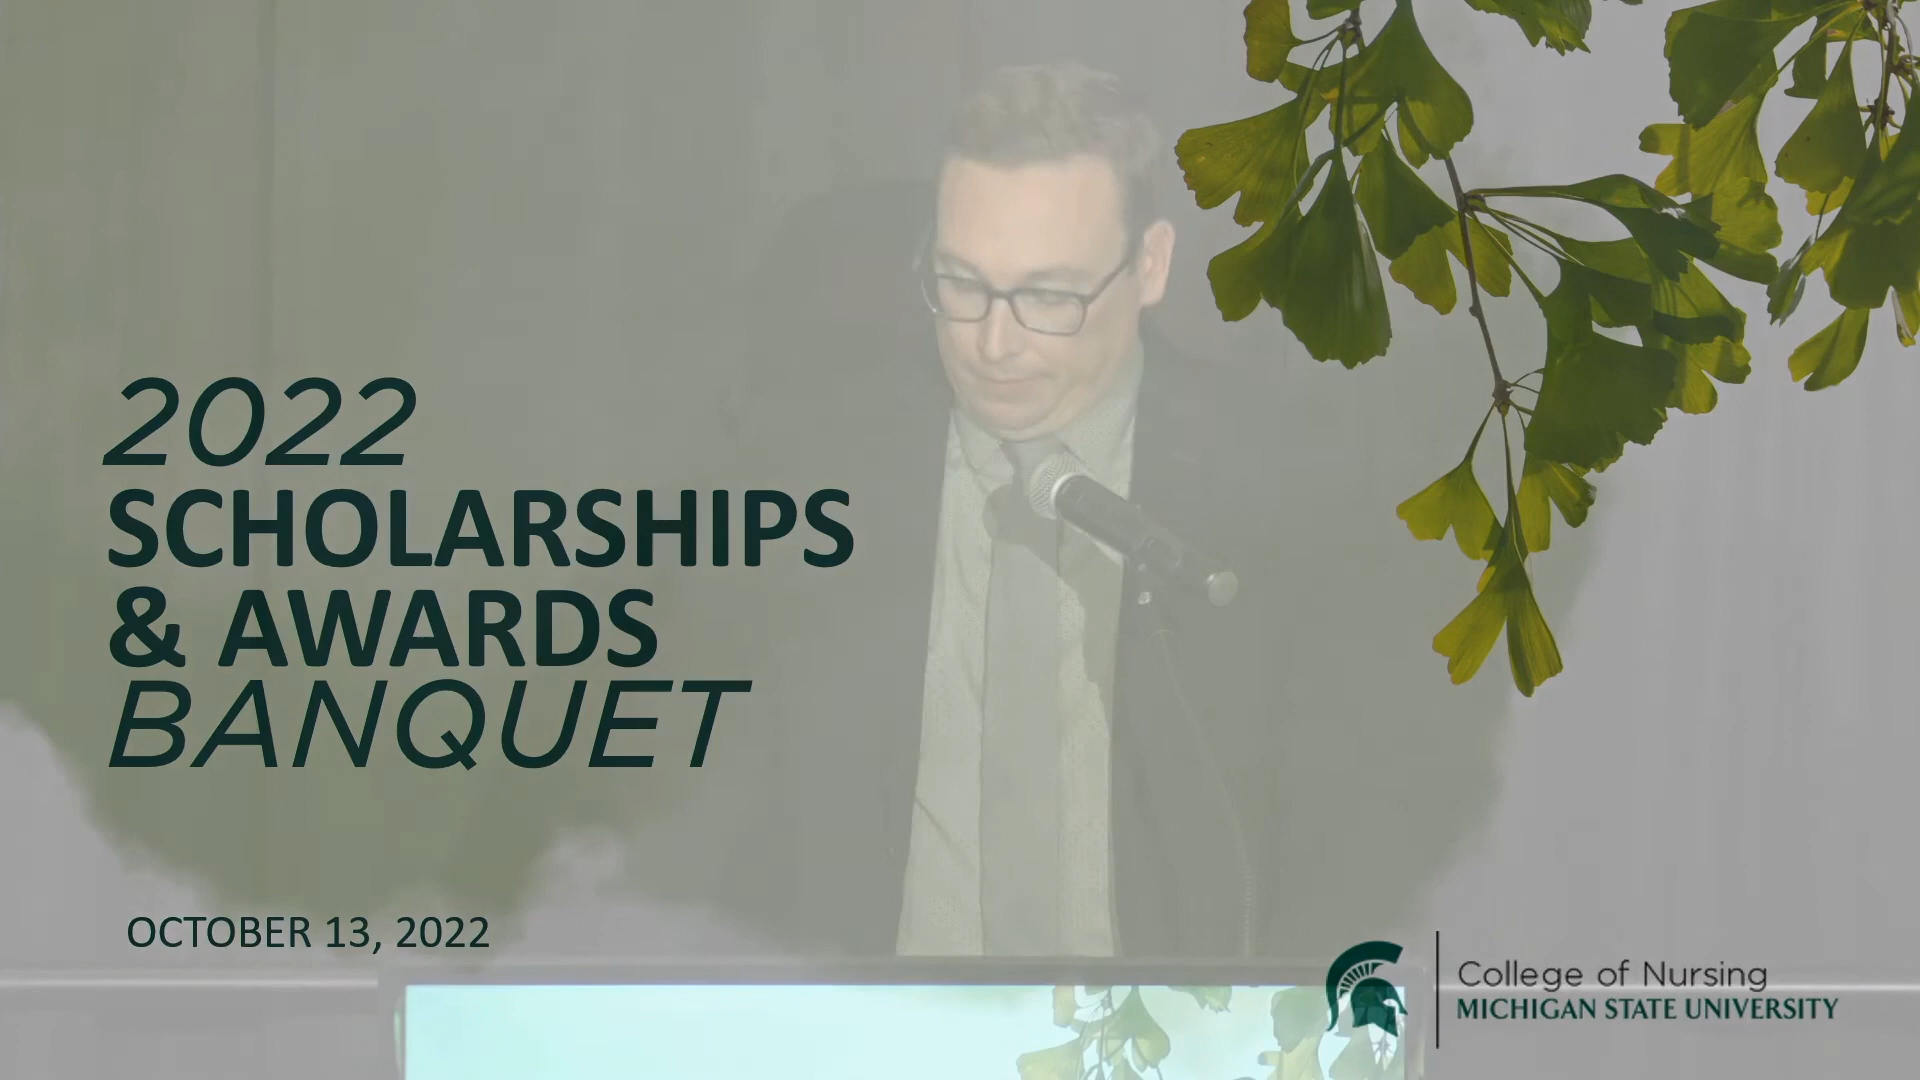 2022
SCHOLARSHIPS
& AWARDS
BANQUET
OCTOBER 13, 2022
College of Nursing
MICHIGAN STATE UNIVERSITY